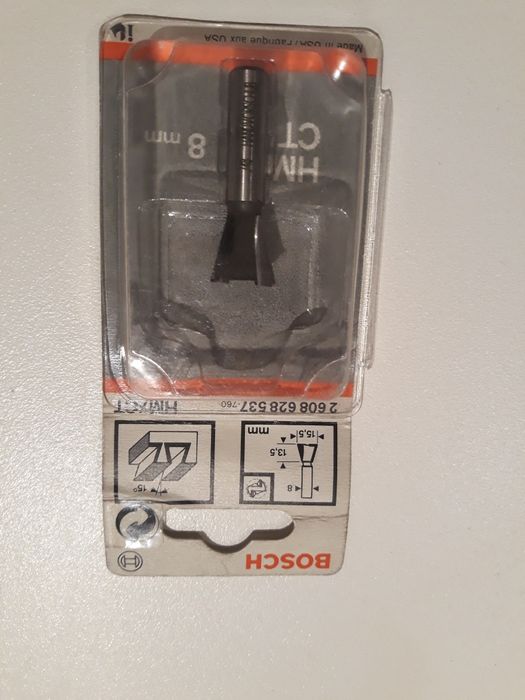 BOSCH
8
13,5
15,5
mm
15°
2 608 628 537 760
HM/CT
HM
CT
8 mm
Made in USA / Fabriqué aux USA